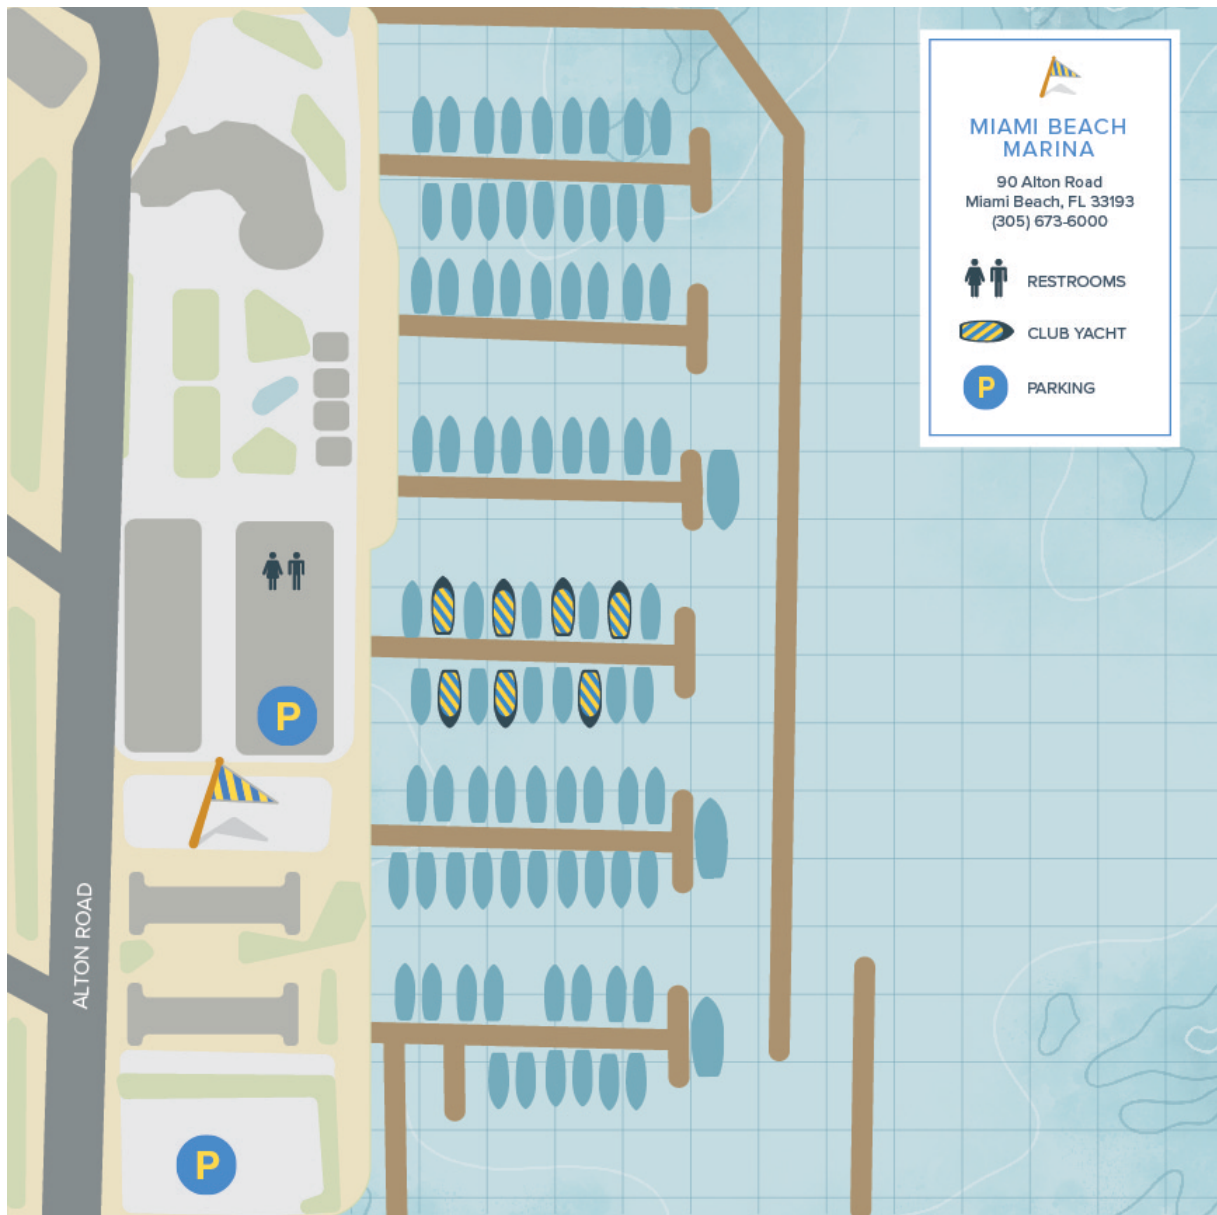 MIAMI BEACH
MARINA
90 Alton Road
Miami Beach, FL 33193
(305) 673-6000
RESTROOMS
CLUB YACHT
P PARKING
P
ALTON ROAD
P